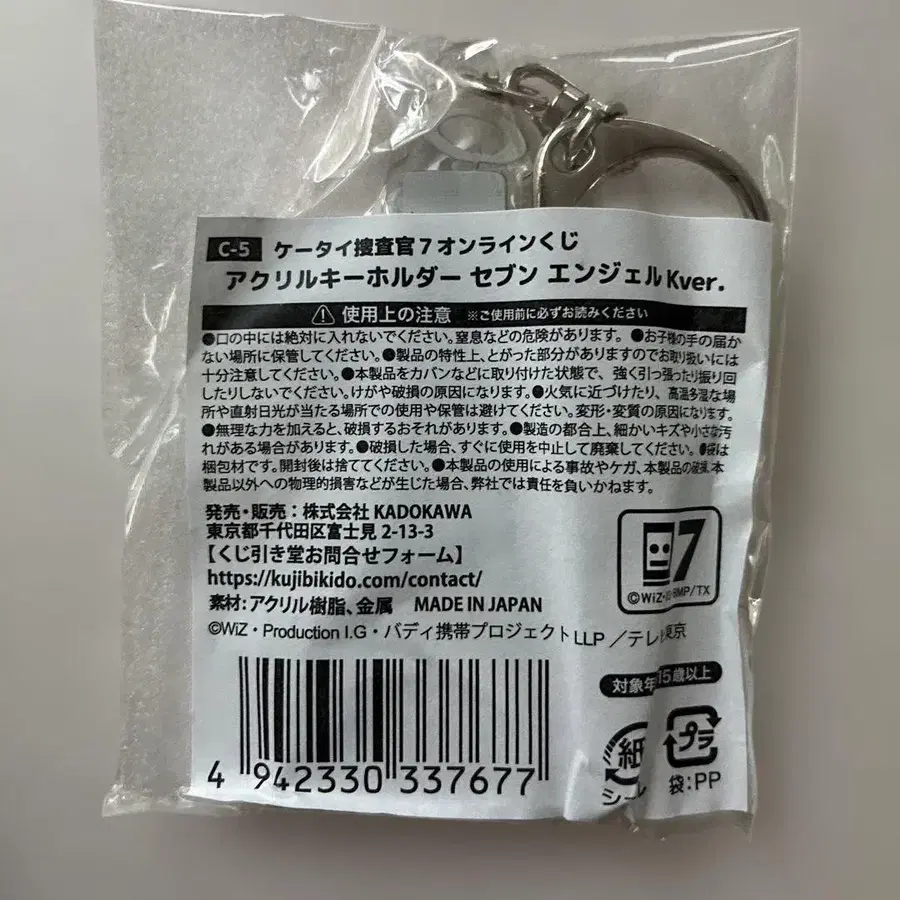 C-5 ケータイ捜査官7オンラインくじ
アクリルキーホルダー セブン エンジェルKver.
使用上の注意 ※ご使用前に必ずお読みください
●口の中には絶対に入れないでください。窒息などの危険があります。●お子様の手の届か
ない場所に保管してください。●製品の特性上、とがった部分がありますのでお取り扱いには
十分注意してください。●本製品をカバンなどに取り付けた状態で、強く引っ張ったり振り回
したりしないでください。けがや破損の原因になります。●火気に近づけたり、高温多湿な場
所や直射日光が当たる場所での使用や保管は避けてください。変形・変質の原因になります。
●無理な力を加えると、破損するおそれがあります。●製造の都合上、細かいキズや小さな汚
れがある場合があります。●破損した場合、すぐに使用を中止して廃棄してください。●袋は
梱包材です。開封後は捨ててください。●本製品の使用による事故やケガ、本製品の破損、本
製品以外への物理的損害などが生じた場合、弊社では責任を負いかねます。
発売・販売：株式会社 KADOKAWA
東京都千代田区富士見 2-13-3
【くじ引き堂お問合せフォーム】
https://kujibikido.com/contact/
7
©WiZ・ BMP/TX
素材：アクリル樹脂、金属 MADE IN JAPAN
©WiZ・Production I.G・バディ携帯プロジェクト LLP ／テレビ東京
対象年 15歳以上
4 942330 337677
紙
シール
プラ
袋：PP